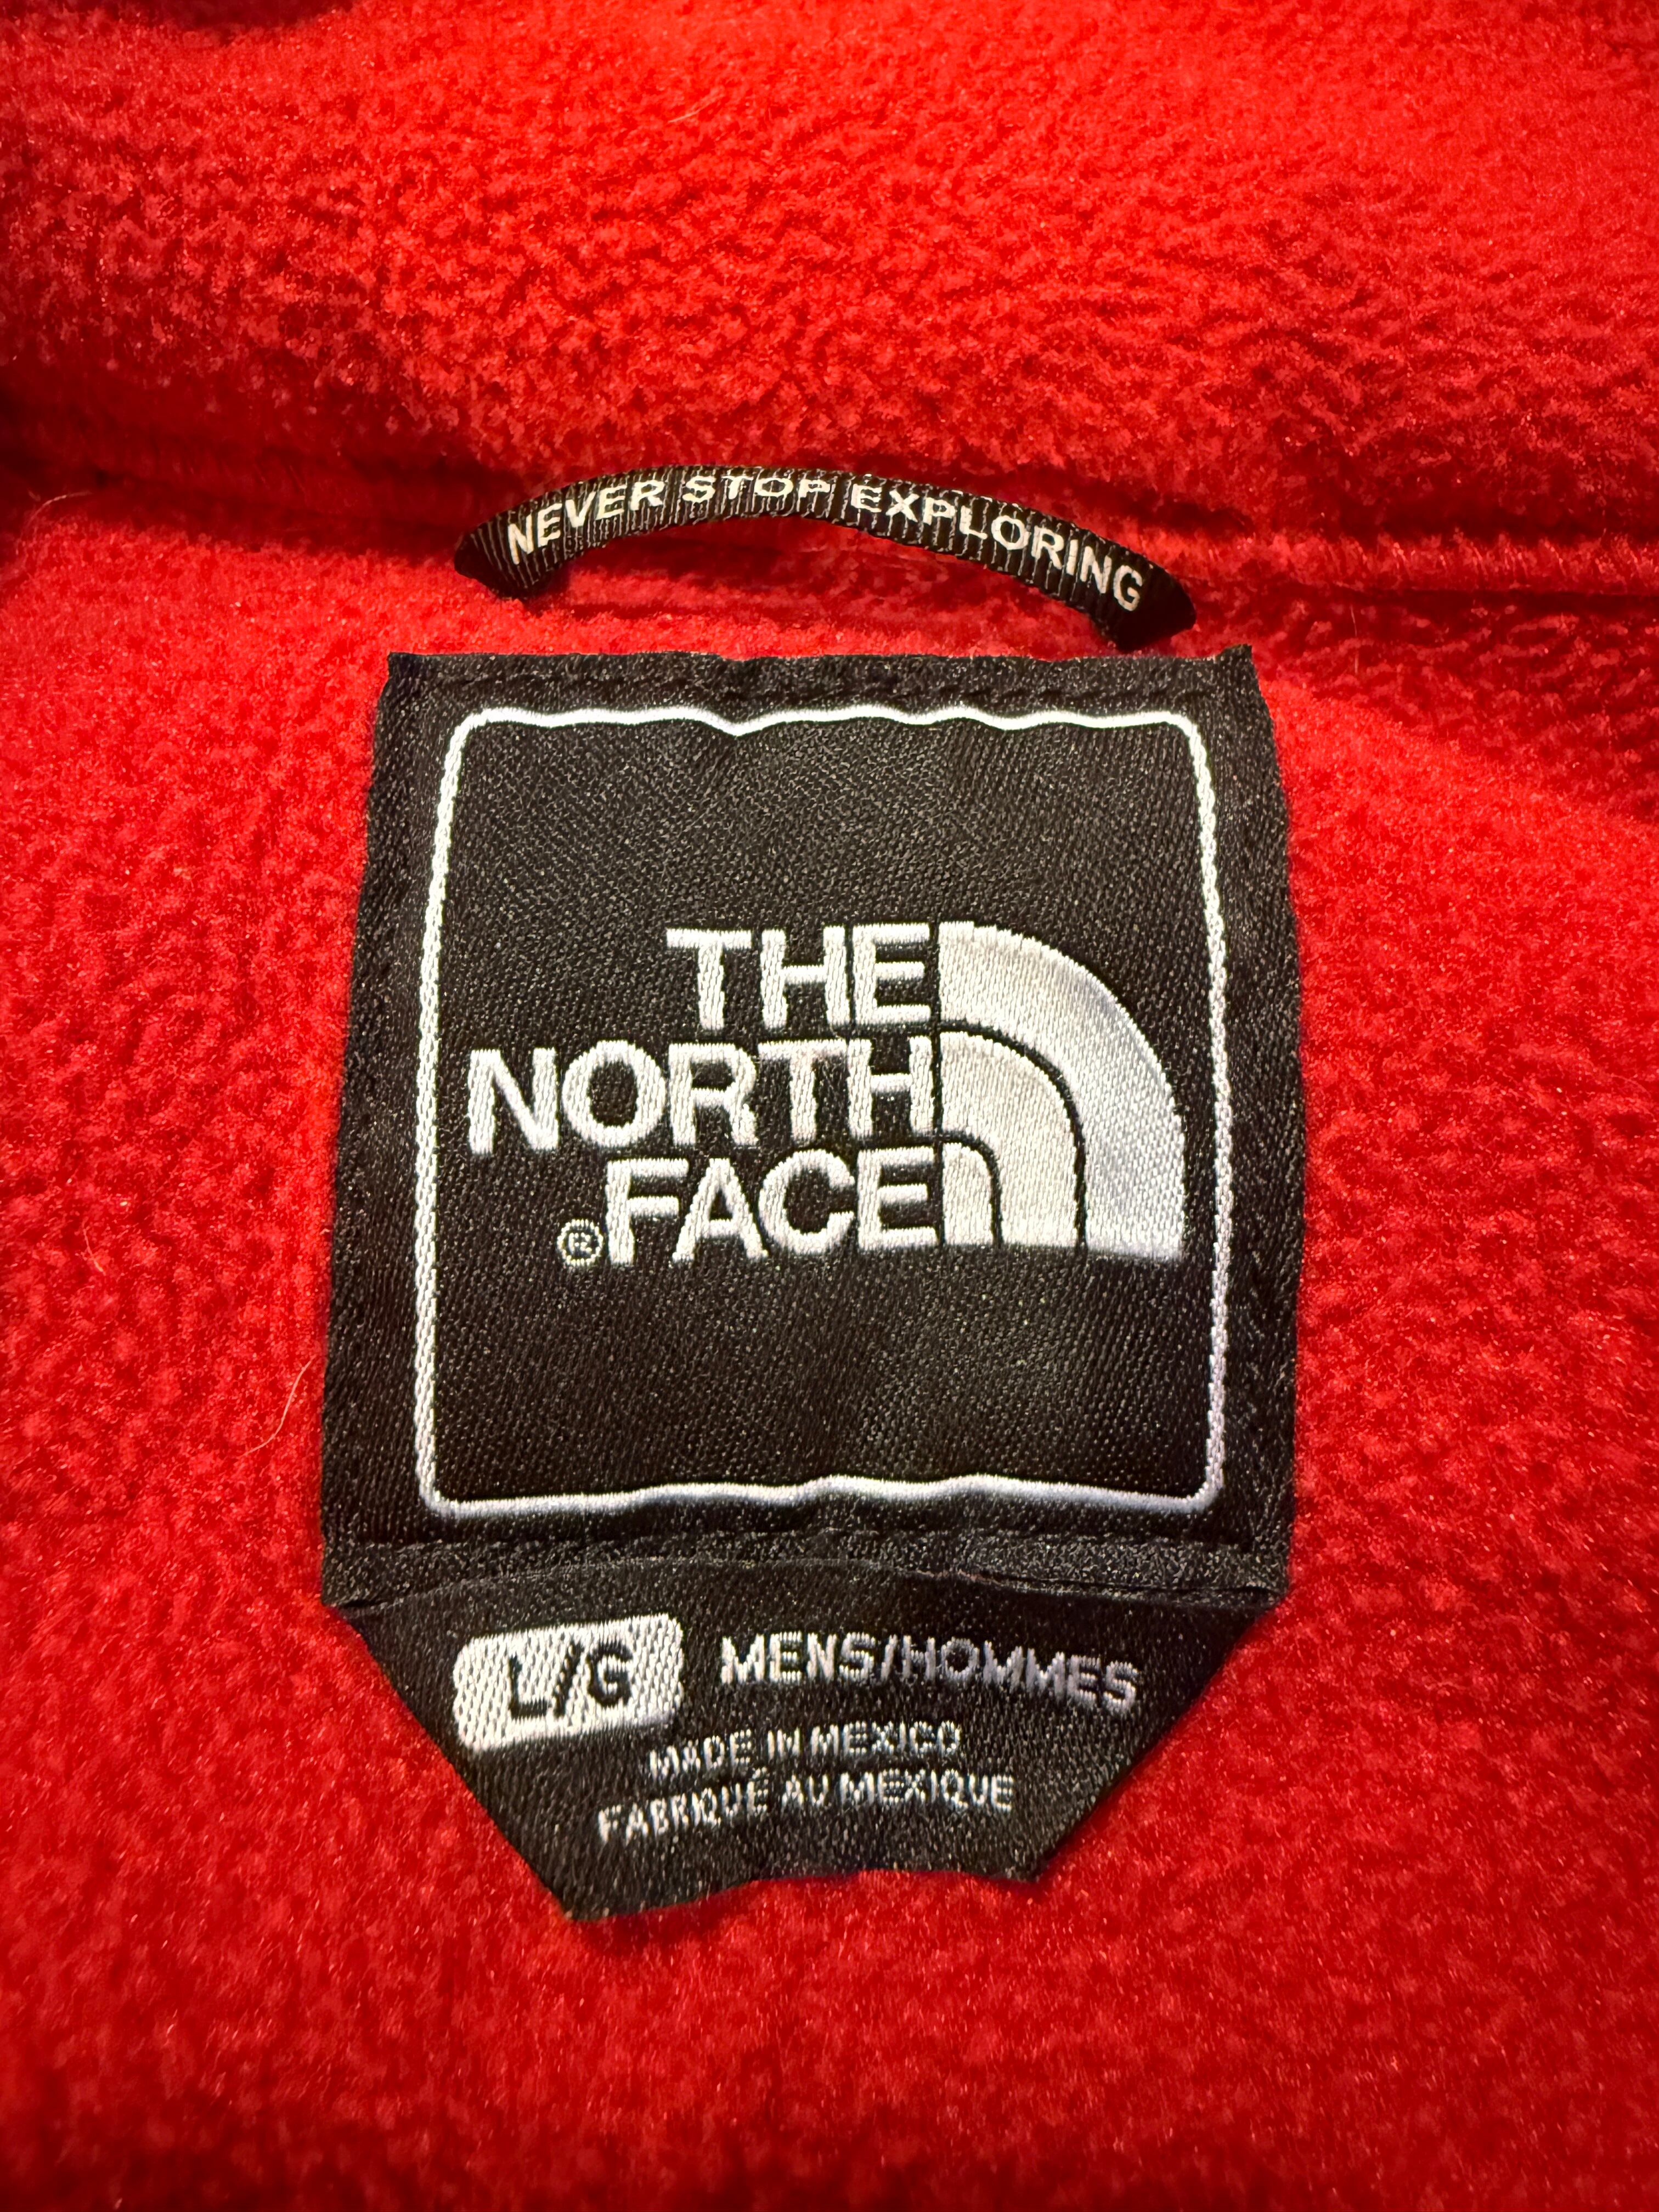 NEVER STOP EXPLORING
THE
NORTH
®FACE
L/G MENS/HOMMES
MADE IN MEXICO
FABRIQUÉ AU MEXIQUE